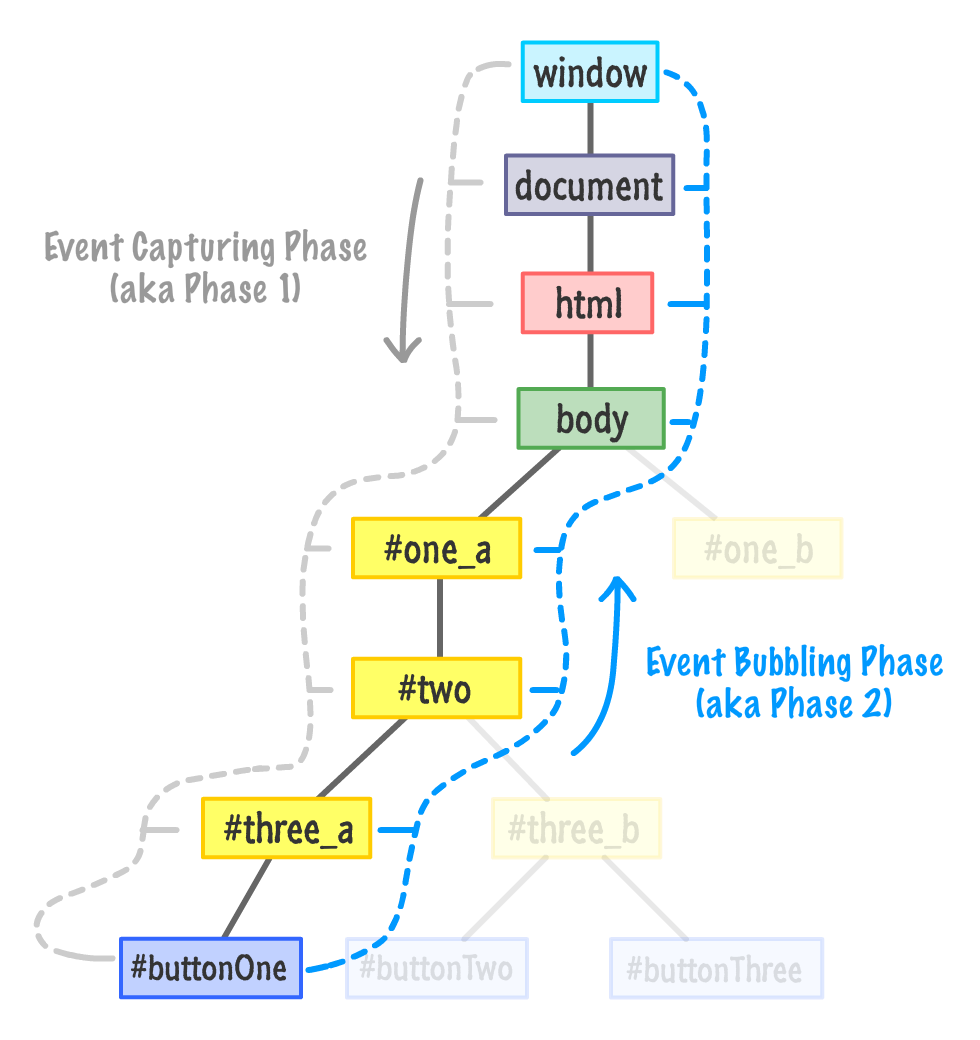 window
document
Event Capturing Phase
(aka Phase 1)
html
body
#one_a
#one_b
Event Bubbling Phase
(aka Phase 2)
#two
#three_a
#three_b
#buttonOne
#buttonTwo
#buttonThree